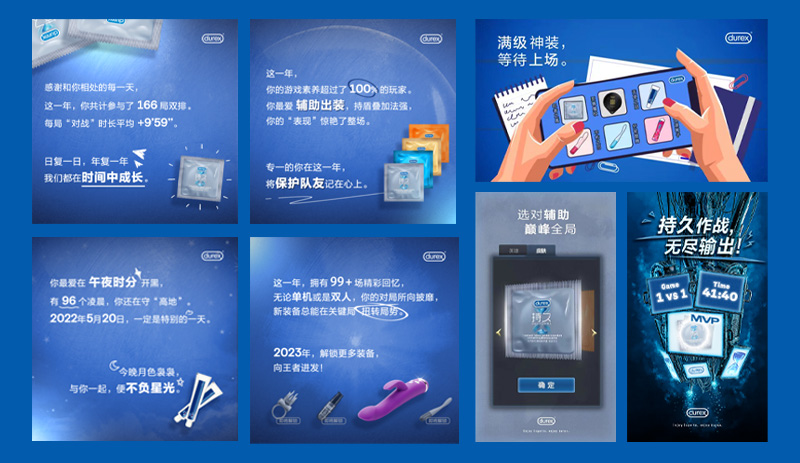 durex
感谢和你相处的每一天，
这一年，你共计参与了 166 局双排。
每局“对战”时长平均 +9'59"。
日复一日，年复一年
我们都在时间中成长。
durex
这一年，
你的游戏素养超过了 100% 的玩家。
你最爱 辅助出装，持盾叠加法强，
你的“表现”惊艳了整场。
专一的你在这一年，
将保护队友记在心上。
durex
满级神装，
等待上场。
durex
durex
你最爱在 午夜时分 开黑，
有 96 个凌晨，你还在守“高地”。
2022年5月20日，一定是特别的一天。
今晚月色袅袅，
与你一起，便不负星光。
durex
这一年，拥有 99+ 场精彩回忆，
无论单机或是双人，你的对局所向披靡，
新装备总能在关键局 扭转局势。
2023年，解锁更多装备，
向王者进发！
选对辅助
巅峰全局
皮肤
durex
持久
确定
durex
持久作战，
无尽输出！
Game
1 vs 1
Time
41:40
MVP
durex
durex